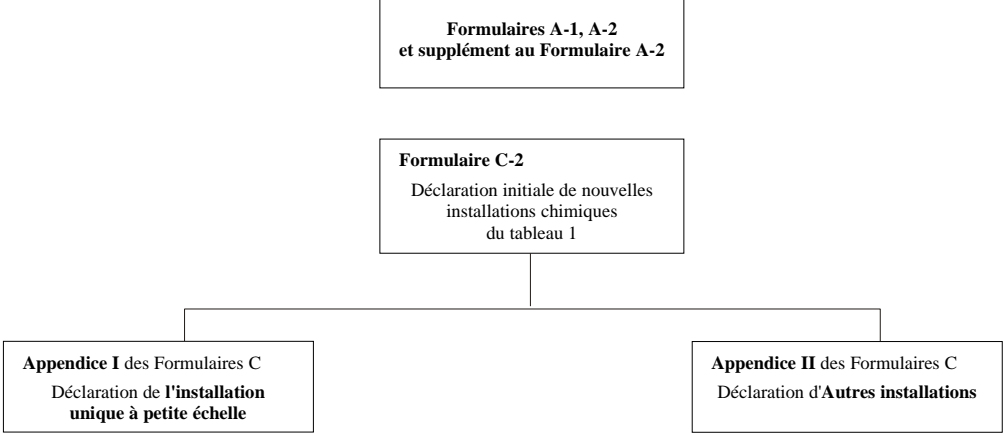 Formulaires A-1, A-2
et supplément au Formulaire A-2
Formulaire C-2
Déclaration initiale de nouvelles
installations chimiques
du tableau 1
Appendice I des Formulaires C
Déclaration de l'installation
unique à petite échelle
Appendice II des Formulaires C
Déclaration d'Autres installations